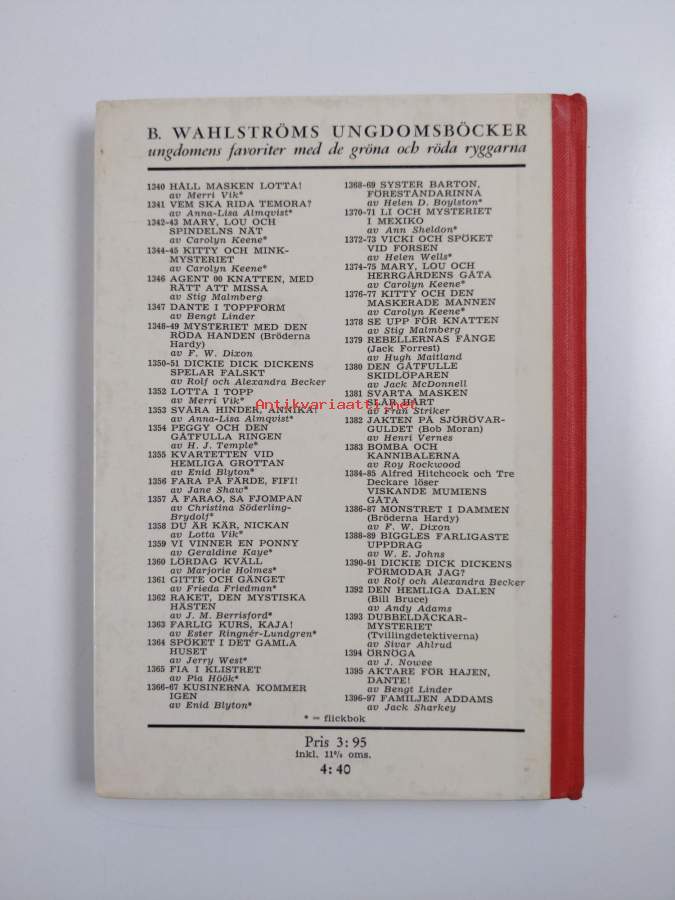 B. WAHLSTRÖMS UNGDOMSBÖCKER
ungdomens favoriter med de gröna och röda ryggarna
1340 HÅLL MASKEN LOTTA!
av Merri Vik*
1341 VEM SKA RIDA TEMORA?
av Anna-Lisa Almqvist*
1342-43 MARY, LOU OCH
SPINDELNS NÄT
av Carolyn Keene*
1344-45 KITTY OCH MINK-
MYSTERIET
av Carolyn Keene*
1346 AGENT 00 KNATTEN, MED
RÄTT ATT MISSA
av Stig Malmberg
1347 DANTE I TOPPFORM
av Bengt Linder
1348-49 MYSTERIET MED DEN
RÖDA HANDEN (Bröderna
Hardy)
av F. W. Dixon
1350-51 DICKIE DICK DICKENS
SPELAR FALSKT
av Rolf och Alexandra Becker
1352 LOTTA I TOPP
av Merri Vik*
1353 SVÅRA HINDER, ANNIKA!
av Anna-Lisa Almqvist*
1354 PEGGY OCH DEN
GÅTFULLA RINGEN
av H. J. Temple*
1355 KVARTETTEN VID
HEMLIGA GROTTAN
av Enid Blyton*
1356 FARA PÅ FÄRDE, FIFI!
av Jane Shaw*
1357 Å FARAO, SA FJOMPAN
av Christina Söderling-
Brydolf*
1358 DU ÄR KÄR, NICKAN
av Lotta Vik*
1359 VI VINNER EN PONNY
av Geraldine Kaye*
1360 LÖRDAG KVÄLL
av Marjorie Holmes*
1361 GITTE OCH GÄNGET
av Frieda Friedman*
1362 RAKET, DEN MYSTISKA
HÄSTEN
av J. M. Berrisford*
1363 FARLIG KURS, KAJA!
av Ester Ringnér-Lundgren*
1364 SPÖKET I DET GAMLA
HUSET
av Jerry West*
1365 FIA I KLISTRET
av Pia Höök*
1366-67 KUSINERNA KOMMER
IGEN
av Enid Blyton*
1368-69 SYSTER BARTON,
FÖRESTÅNDARINNA
av Helen D. Boylston*
1370-71 LI OCH MYSTERIET
I MEXIKO
av Ann Sheldon*
1372-73 VICKI OCH SPÖKET
VID FORSEN
av Helen Wells*
1374-75 MARY, LOU OCH
HERRGÅRDENS GÅTA
av Carolyn Keene*
1376-77 KITTY OCH DEN
MASKERADE MANNEN
av Carolyn Keene*
1378 SE UPP FÖR KNATTEN
av Stig Malmberg
1379 REBELLERNAS FÅNGE
(Jack Forrest)
av Hugh Maitland
1380 DEN GÅTFULLE
SKIDLÖPAREN
av Jack McDonnell
1381 SVARTA MASKEN
SLÅR HÅRT
av Fran Striker
1382 JAKTEN PÅ SJÖRÖVAR-
GULDET (Bob Moran)
av Henri Vernes
1383 BOMBA OCH
KANNIBALERNA
av Roy Rockwood
1384-85 Alfred Hitchcock och Tre
Deckare löser
VISKANDE MUMIENS
GÅTA
1386-87 MONSTRET I DAMMEN
(Bröderna Hardy)
av F. W. Dixon
1388-89 BIGGLES FARLIGASTE
UPPDRAG
av W. E. Johns
1390-91 DICKIE DICK DICKENS
FÖRMODAR JAG?
av Rolf och Alexandra Becker
1392 DEN HEMLIGA DALEN
(Bill Bruce)
av Andy Adams
1393 DUBBELDÄCKAR-
MYSTERIET
(Tvillingdetektiverna)
av Sivar Ahlrud
1394 ÖRNÖGA
av J. Nowee
1395 AKTARE FÖR HAJEN,
DANTE!
av Bengt Linder
1396-97 FAMILJEN ADDAMS
av Jack Sharkey
* = flickbok
Pris 3:95
inkl. 11% oms.
4:40
Antikvariaatti.net